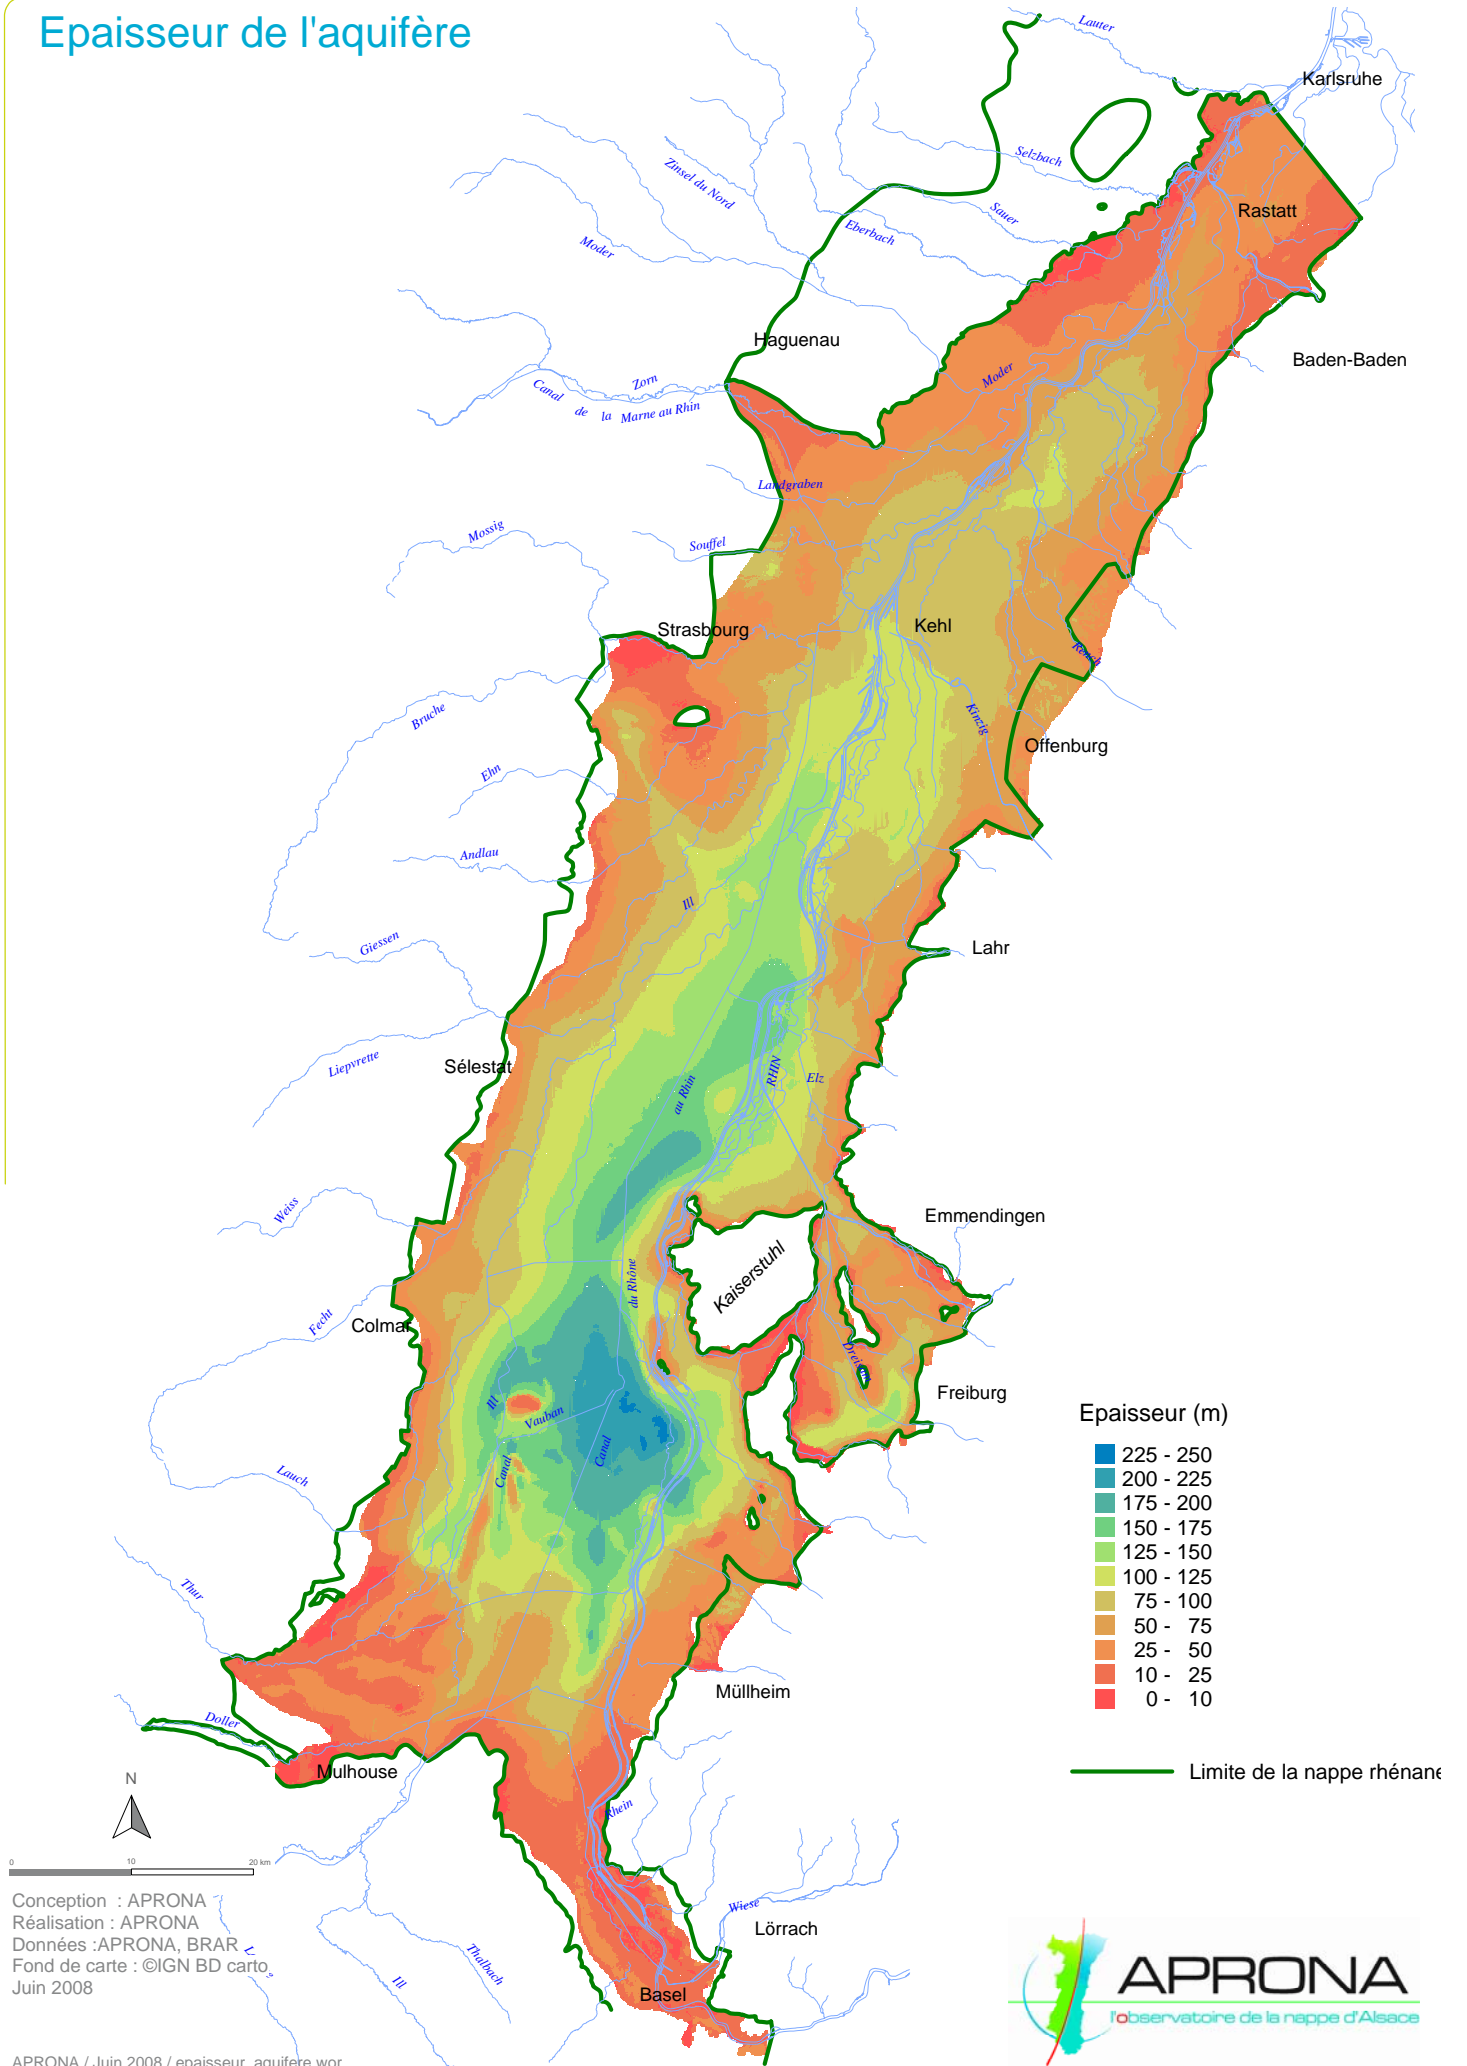 Epaisseur de l'aquifère
Lauter
Karlsruhe
Selzbach
Zinsel du Nord
Sauer
Rastatt
Eberbach
Moder
Haguenau
Baden-Baden
Moder
Zorn
Canal de la Marne au Rhin
Landgraben
Mossig
Souffel
Strasbourg
Kehl
Rench
Bruche
Kinzig
Offenburg
Ehn
Andlau
Ill
Giessen
Lahr
Liepvrette
Sélestat
RHIN
Elz
au Rhin
Weiss
Emmendingen
Kaiserstuhl
du Rhône
Fecht
Colmar
Dreisam
Freiburg
Ill
Vauban
Canal
Canal
Lauch
Epaisseur (m)
225 - 250
200 - 225
175 - 200
150 - 175
125 - 150
100 - 125
75 - 100
50 - 75
25 - 50
10 - 25
0 - 10
Thur
Müllheim
Doller
Mulhouse
Limite de la nappe rhénane
N
Rhein
0 10 20 km
Conception : APRONA
Réalisation : APRONA
Données :APRONA, BRAR
Fond de carte : ©IGN BD carto
Juin 2008
Wiese
Lörrach
Thalbach
Ill
Basel
APRONA
l'observatoire de la nappe d'Alsace
APRONA / Juin 2008 / epaisseur_aquifere.wor